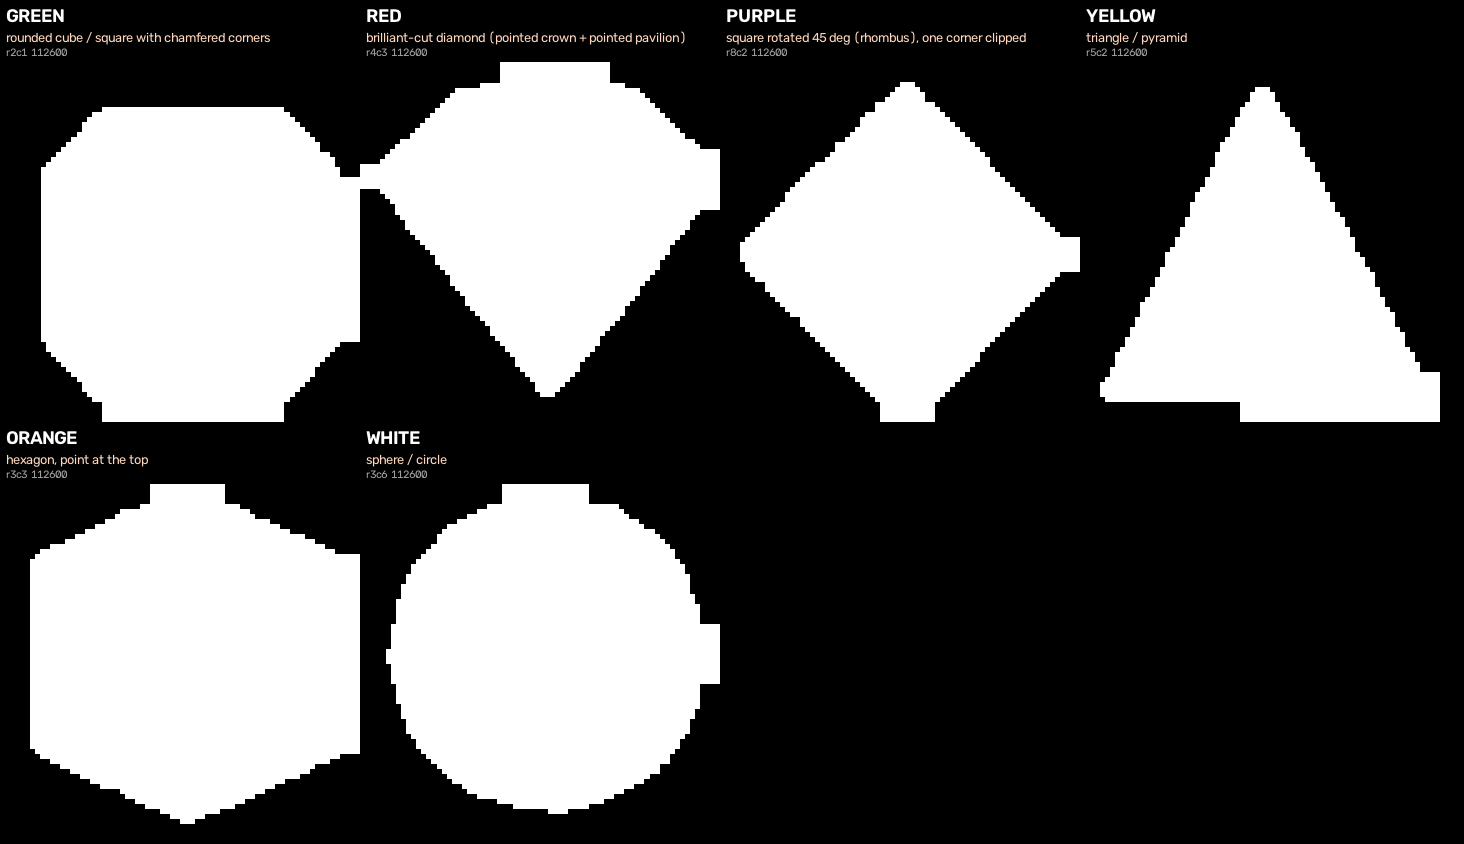 GREEN
rounded cube / square with chamfered corners
r2c1 112600
RED
brilliant-cut diamond (pointed crown + pointed pavilion)
r4c3 112600
PURPLE
square rotated 45 deg (rhombus), one corner clipped
r8c2 112600
YELLOW
triangle / pyramid
r5c2 112600
ORANGE
hexagon, point at the top
r3c3 112600
WHITE
sphere / circle
r3c6 112600